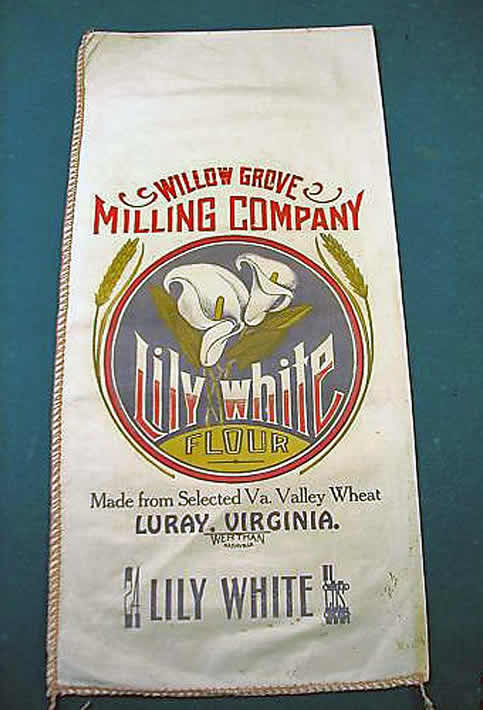 WILLOW GROVE
MILLING COMPANY
Lily White
FLOUR
Made from Selected Va. Valley Wheat
LURAY, VIRGINIA.
WERTHAN
NASHVILLE
24 LILY WHITE